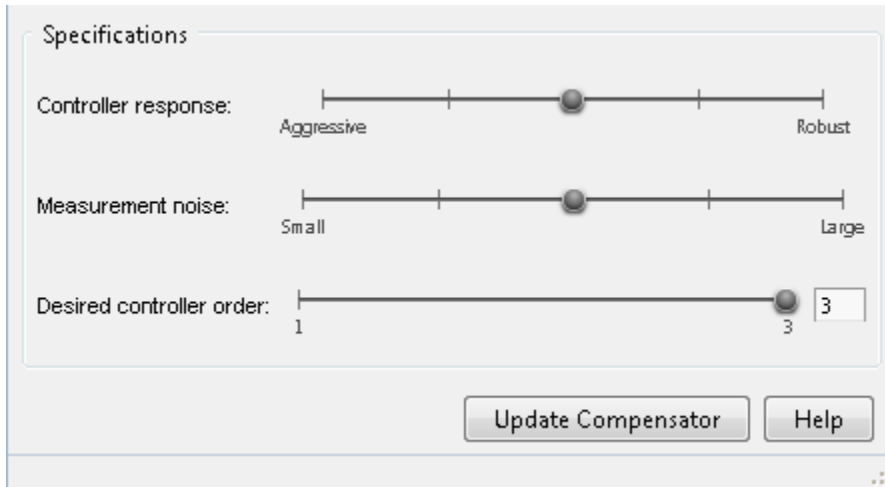 Specifications
Controller response:
Aggressive Robust
Measurement noise:
Small Large
Desired controller order: 3
1 3
Update Compensator Help